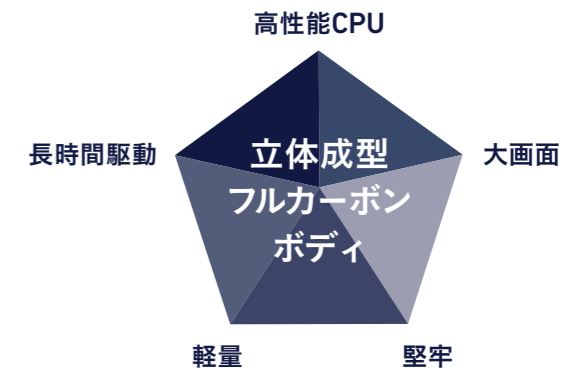 高性能CPU
長時間駆動
大画面
立体成型
フルカーボン
ボディ
軽量
堅牢